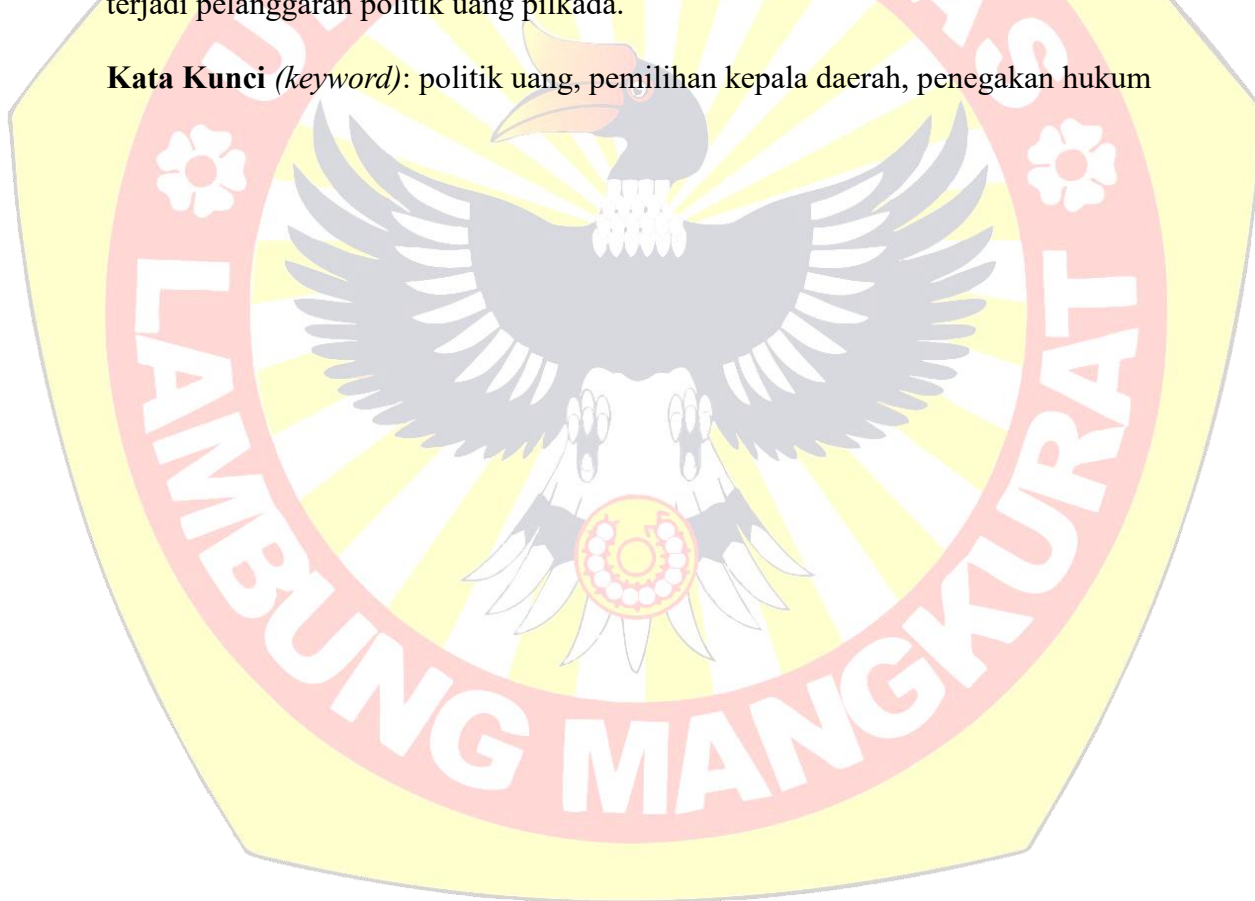 terjadi pelanggaran politik uang pilkada.
Kata Kunci (keyword): politik uang, pemilihan kepala daerah, penegakan hukum
LAMBUNG MANGKURAT